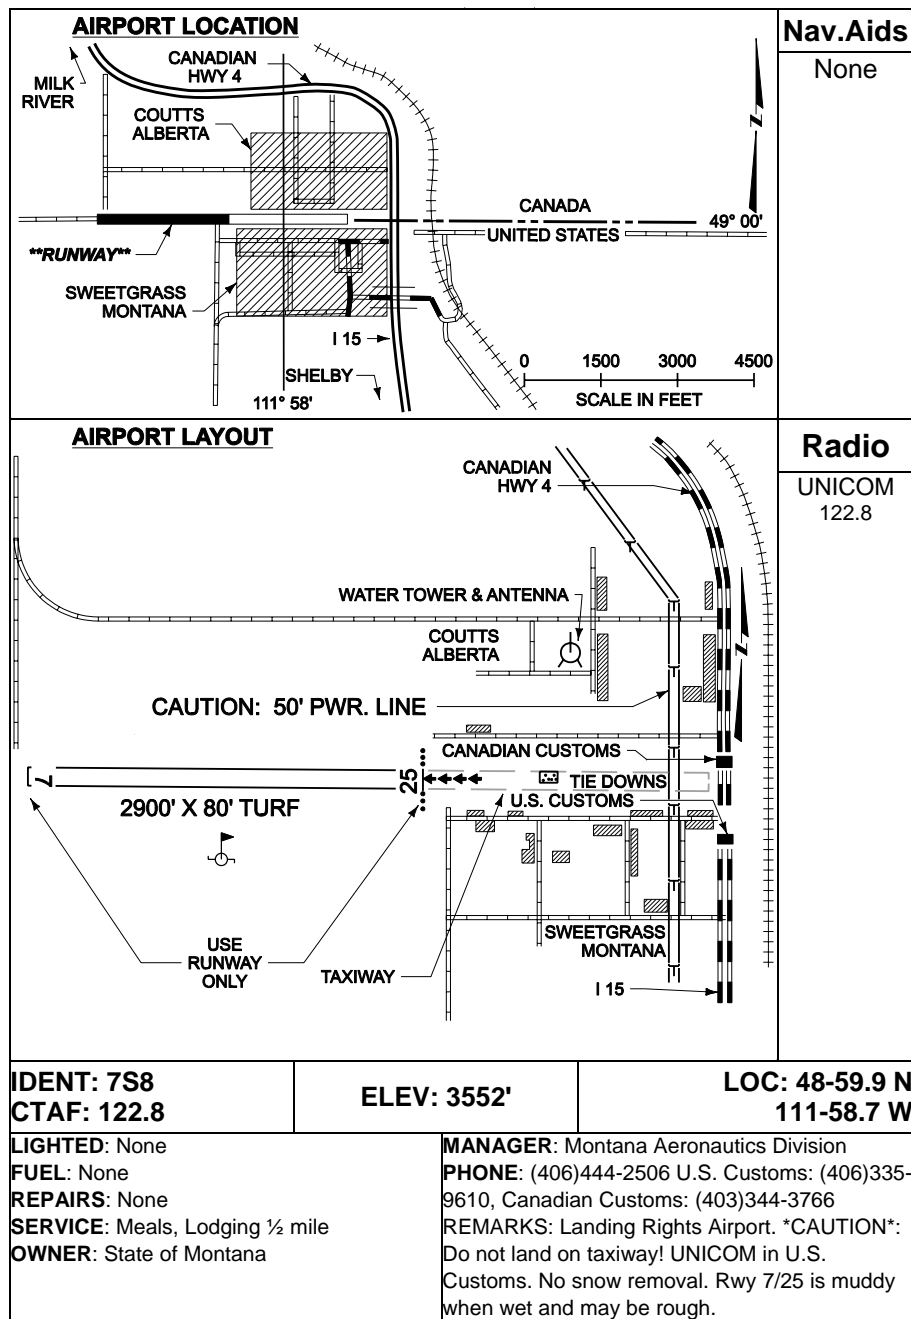 AIRPORT LOCATION
Nav.Aids
None
CANADIAN
HWY 4
MILK
RIVER
COUTTS
ALBERTA
N
CANADA
49° 00'
UNITED STATES
**RUNWAY**
SWEETGRASS
MONTANA
I 15
SHELBY
111° 58'
0 1500 3000 4500
SCALE IN FEET
AIRPORT LAYOUT
Radio
UNICOM
122.8
CANADIAN
HWY 4
WATER TOWER & ANTENNA
COUTTS
ALBERTA
N
CAUTION: 50' PWR. LINE
CANADIAN CUSTOMS
7
25
TIE DOWNS
2900' X 80' TURF
U.S. CUSTOMS
USE
RUNWAY
ONLY
TAXIWAY
SWEETGRASS
MONTANA
I 15
IDENT: 7S8
CTAF: 122.8
ELEV: 3552'
LOC: 48-59.9 N
111-58.7 W
LIGHTED: None
FUEL: None
REPAIRS: None
SERVICE: Meals, Lodging ½ mile
OWNER: State of Montana
MANAGER: Montana Aeronautics Division
PHONE: (406)444-2506 U.S. Customs: (406)335-
9610, Canadian Customs: (403)344-3766
REMARKS: Landing Rights Airport. *CAUTION*:
Do not land on taxiway! UNICOM in U.S.
Customs. No snow removal. Rwy 7/25 is muddy
when wet and may be rough.